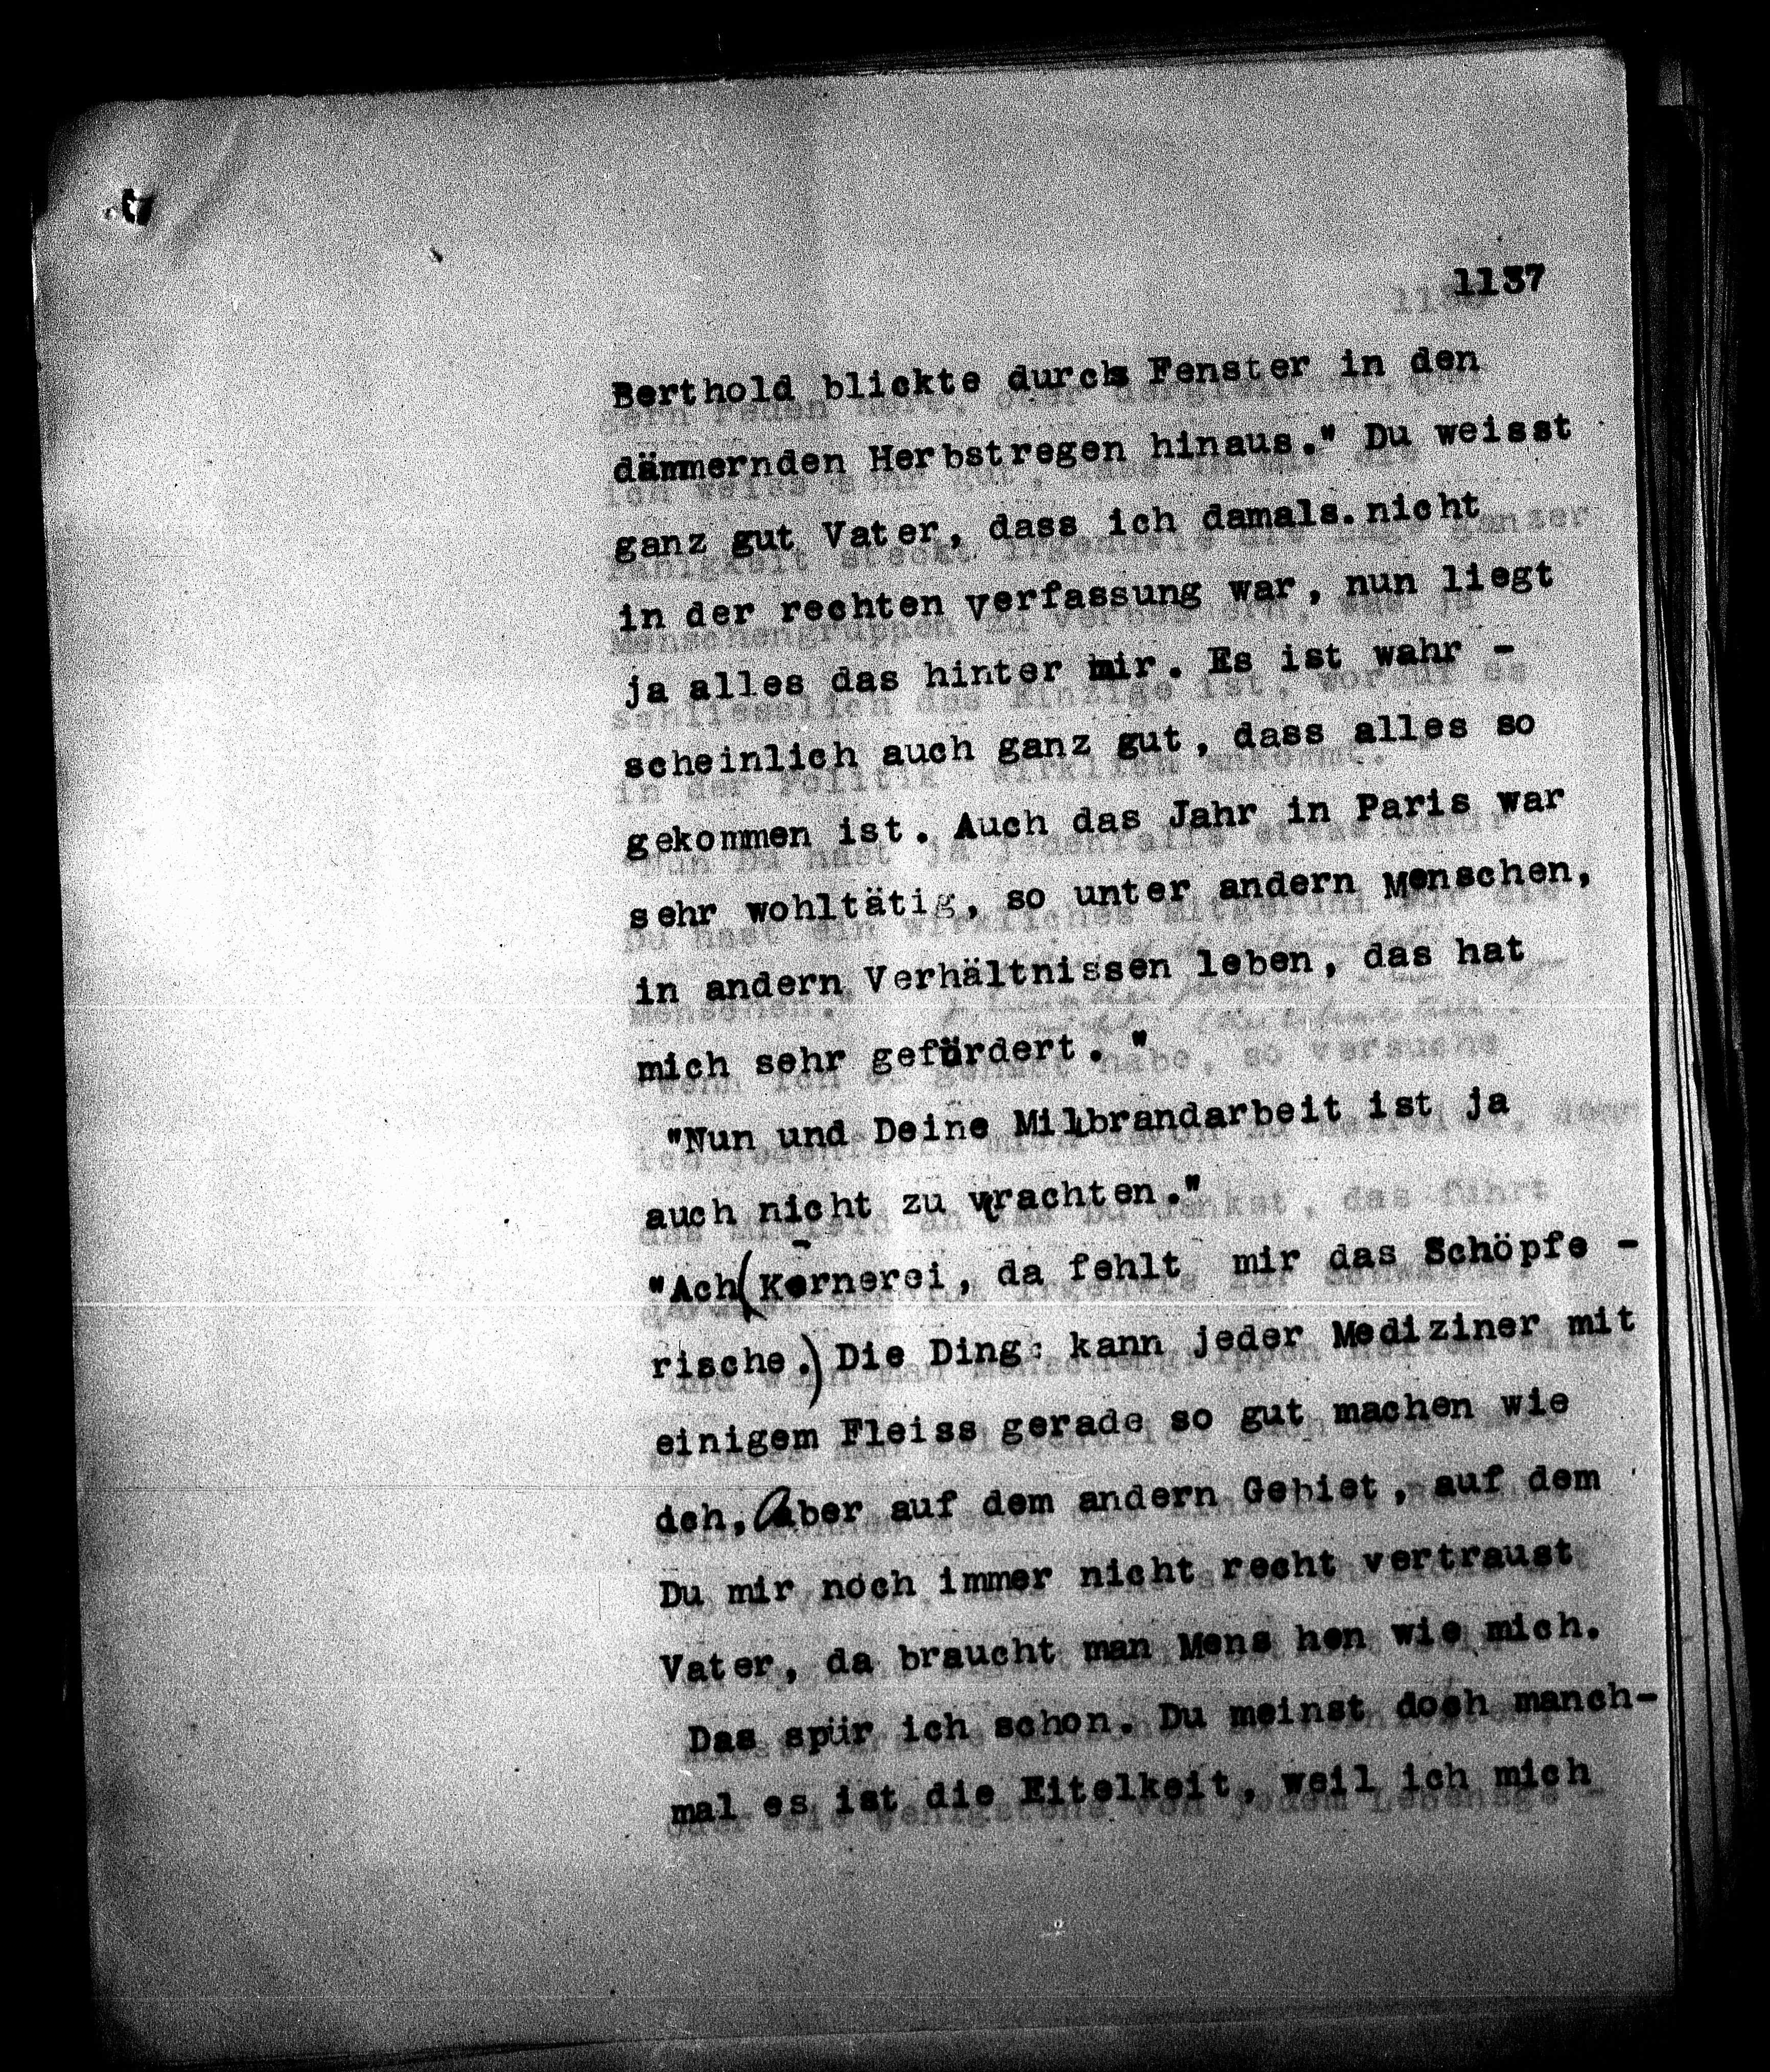 1137
Berthold blickte durchs Fenster in den
dämmernden Herbstregen hinaus." Du weisst
ganz gut Vater, dass ich damals.nicht
in der rechten verfassung war, nun liegt
ja alles das hinter mir. Es ist wahr -
scheinlich auch ganz gut, dass alles so
gekommen ist. Auch das Jahr in Paris war
sehr wohltätig, so unter andern Menschen,
in andern Verhältnissen leben, das hat
mich sehr gefördert. "
"Nun und Deine Milbrandarbeit ist ja
auch nicht zu vrachten."
"Ach (Kärnerei, da fehlt mir das Schöpfe -
rische.) Die Ding: kann jeder Mediziner mit
einigem Fleiss gerade so gut machen wie
dch, Aber auf dem andern Gebiet, auf dem
Du mir noch immer nicht recht vertraust
Vater, da braucht man Mens hen wie mich.
Das spür ich schon. Du meinst doch manch-
mal es ist die Eitelkeit, weil ich mich